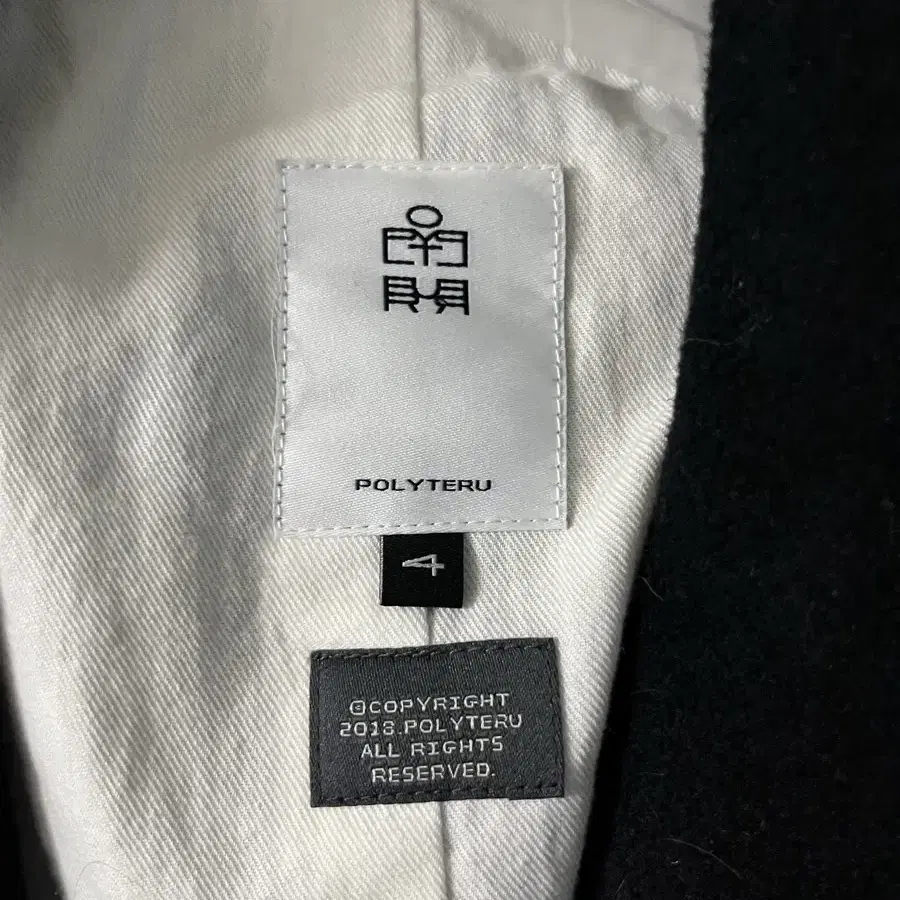 POLYTERU
4
©COPYRIGHT
2018.POLYTERU
ALL RIGHTS
RESERVED.